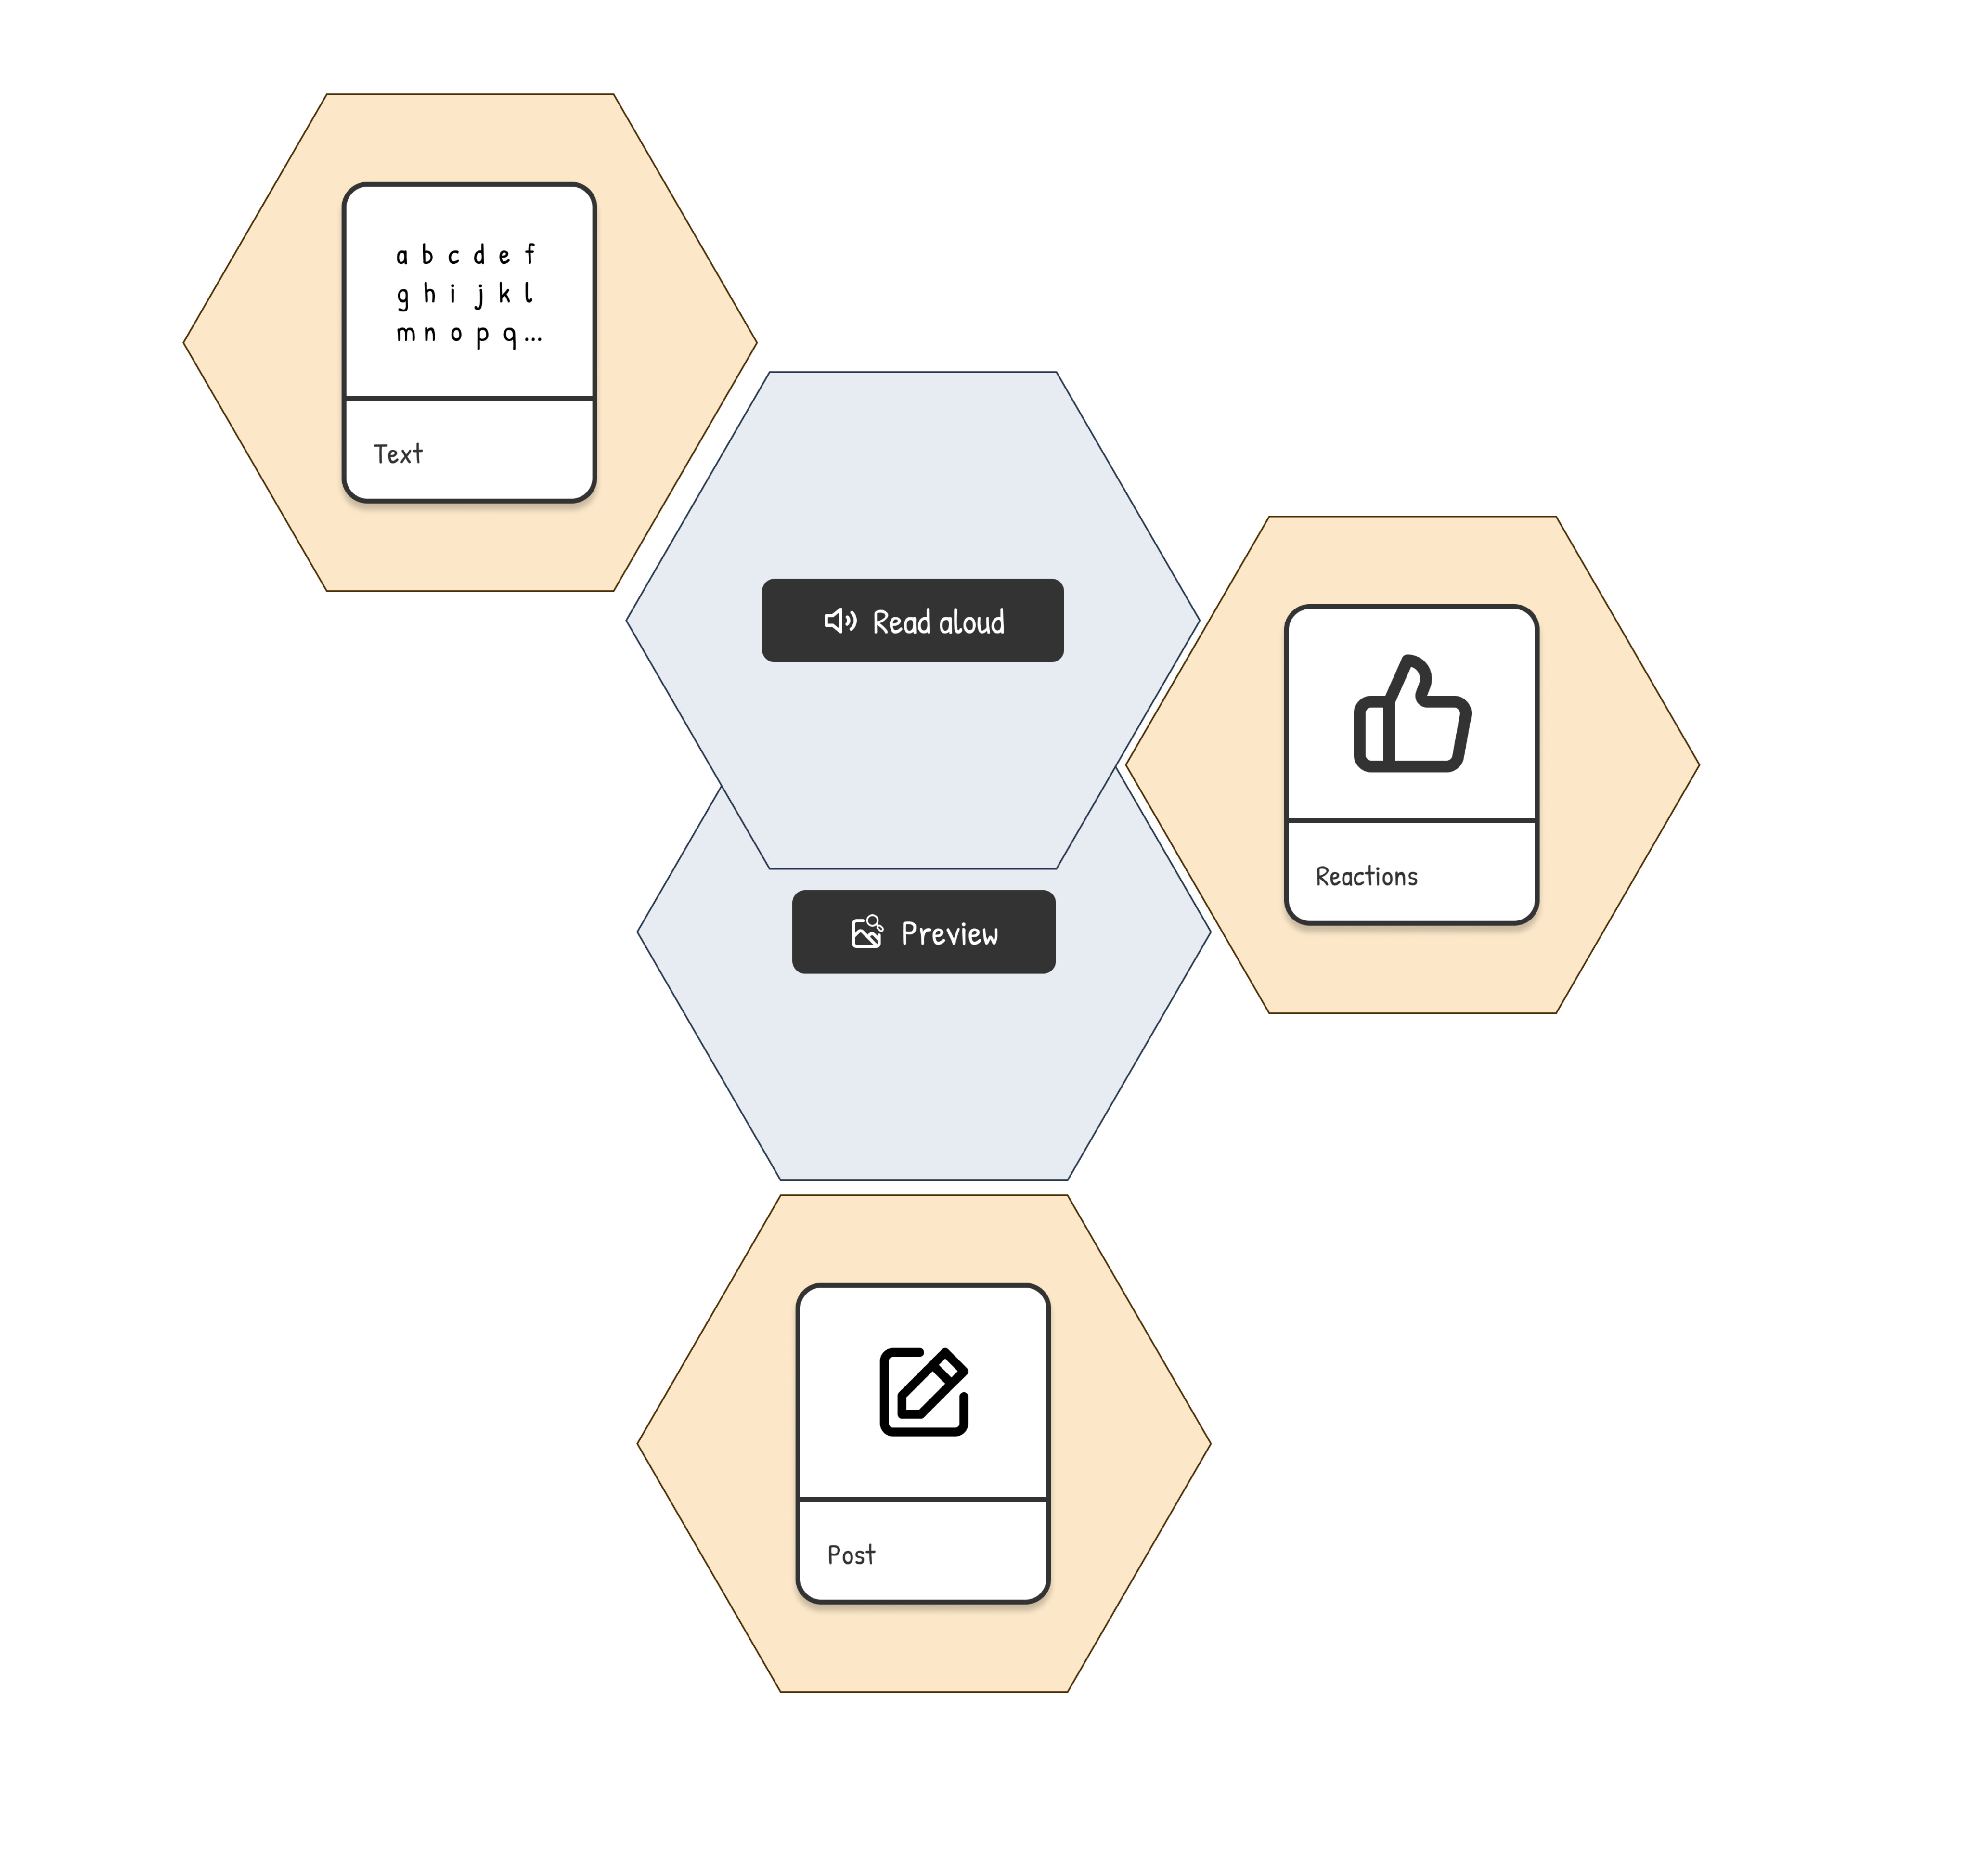 a b c d e f
g h i j k l
m n o p q...
Text
Read aloud
Reactions
Preview
Post